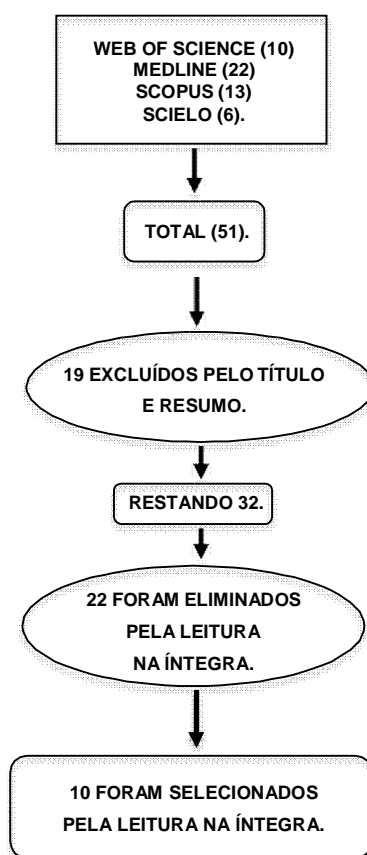 WEB OF SCIENCE (10)
MEDLINE (22)
SCOPUS (13)
SCIELO (6).
TOTAL (51).
19 EXCLUÍDOS PELO TÍTULO
E RESUMO.
RESTANDO 32.
22 FORAM ELIMINADOS
PELA LEITURA
NA ÍNTEGRA.
10 FORAM SELECIONADOS
PELA LEITURA NA ÍNTEGRA.